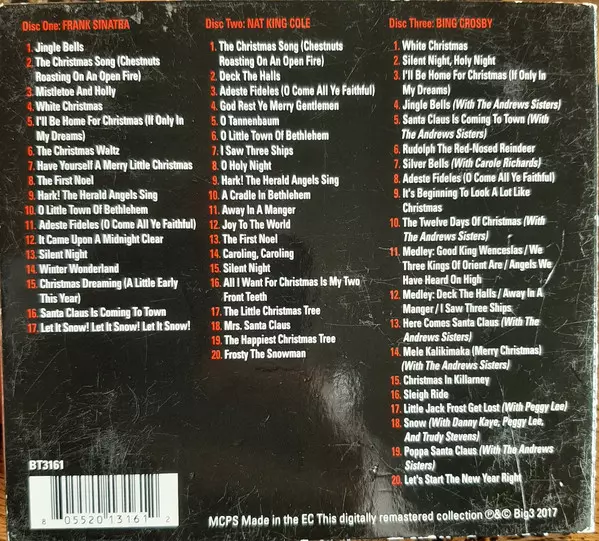 Disc One: FRANK SINATRA
1. Jingle Bells
2. The Christmas Song (Chestnuts
Roasting On An Open Fire)
3. Mistletoe And Holly
4. White Christmas
5. I'll Be Home For Christmas (If Only In
My Dreams)
6. The Christmas Waltz
7. Have Yourself A Merry Little Christmas
8. The First Noel
9. Hark! The Herald Angels Sing
10. O Little Town Of Bethlehem
11. Adeste Fideles (O Come All Ye Faithful)
12. It Came Upon A Midnight Clear
13. Silent Night
14. Winter Wonderland
15. Christmas Dreaming (A Little Early
This Year)
16. Santa Claus Is Coming To Town
17. Let It Snow! Let It Snow! Let It Snow!
Disc Two: NAT KING COLE
1. The Christmas Song (Chestnuts
Roasting On An Open Fire)
2. Deck The Halls
3. Adeste Fideles (O Come All Ye Faithful)
4. God Rest Ye Merry Gentlemen
5. O Tannenbaum
6. O Little Town Of Bethlehem
7. I Saw Three Ships
8. O Holy Night
9. Hark! The Herald Angels Sing
10. A Cradle In Bethlehem
11. Away In A Manger
12. Joy To The World
13. The First Noel
14. Caroling, Caroling
15. Silent Night
16. All I Want For Christmas Is My Two
Front Teeth
17. The Little Christmas Tree
18. Mrs. Santa Claus
19. The Happiest Christmas Tree
20. Frosty The Snowman
Disc Three: BING CROSBY
1. White Christmas
2. Silent Night, Holy Night
3. I'll Be Home For Christmas (If Only In
My Dreams)
4. Jingle Bells (With The Andrews Sisters)
5. Santa Claus Is Coming To Town (With
The Andrews Sisters)
6. Rudolph The Red-Nosed Reindeer
7. Silver Bells (With Carole Richards)
8. Adeste Fideles (O Come All Ye Faithful)
9. It's Beginning To Look A Lot Like
Christmas
10. The Twelve Days Of Christmas (With
The Andrews Sisters)
11. Medley: Good King Wenceslas / We
Three Kings Of Orient Are / Angels We
Have Heard On High
12. Medley: Deck The Halls / Away In A
Manger / I Saw Three Ships
13. Here Comes Santa Claus (With The
Andrews Sisters)
14. Mele Kalikimaka (Merry Christmas)
(With The Andrews Sisters)
15. Christmas In Killarney
16. Sleigh Ride
17. Little Jack Frost Get Lost (With Peggy Lee)
18. Snow (With Danny Kaye, Peggy Lee,
And Trudy Stevens)
19. Poppa Santa Claus (With The Andrews
Sisters)
20. Let's Start The New Year Right
BT3161
8 05520 13161 2
MCPS Made in the EC This digitally remastered collection ℗&© Big3 2017